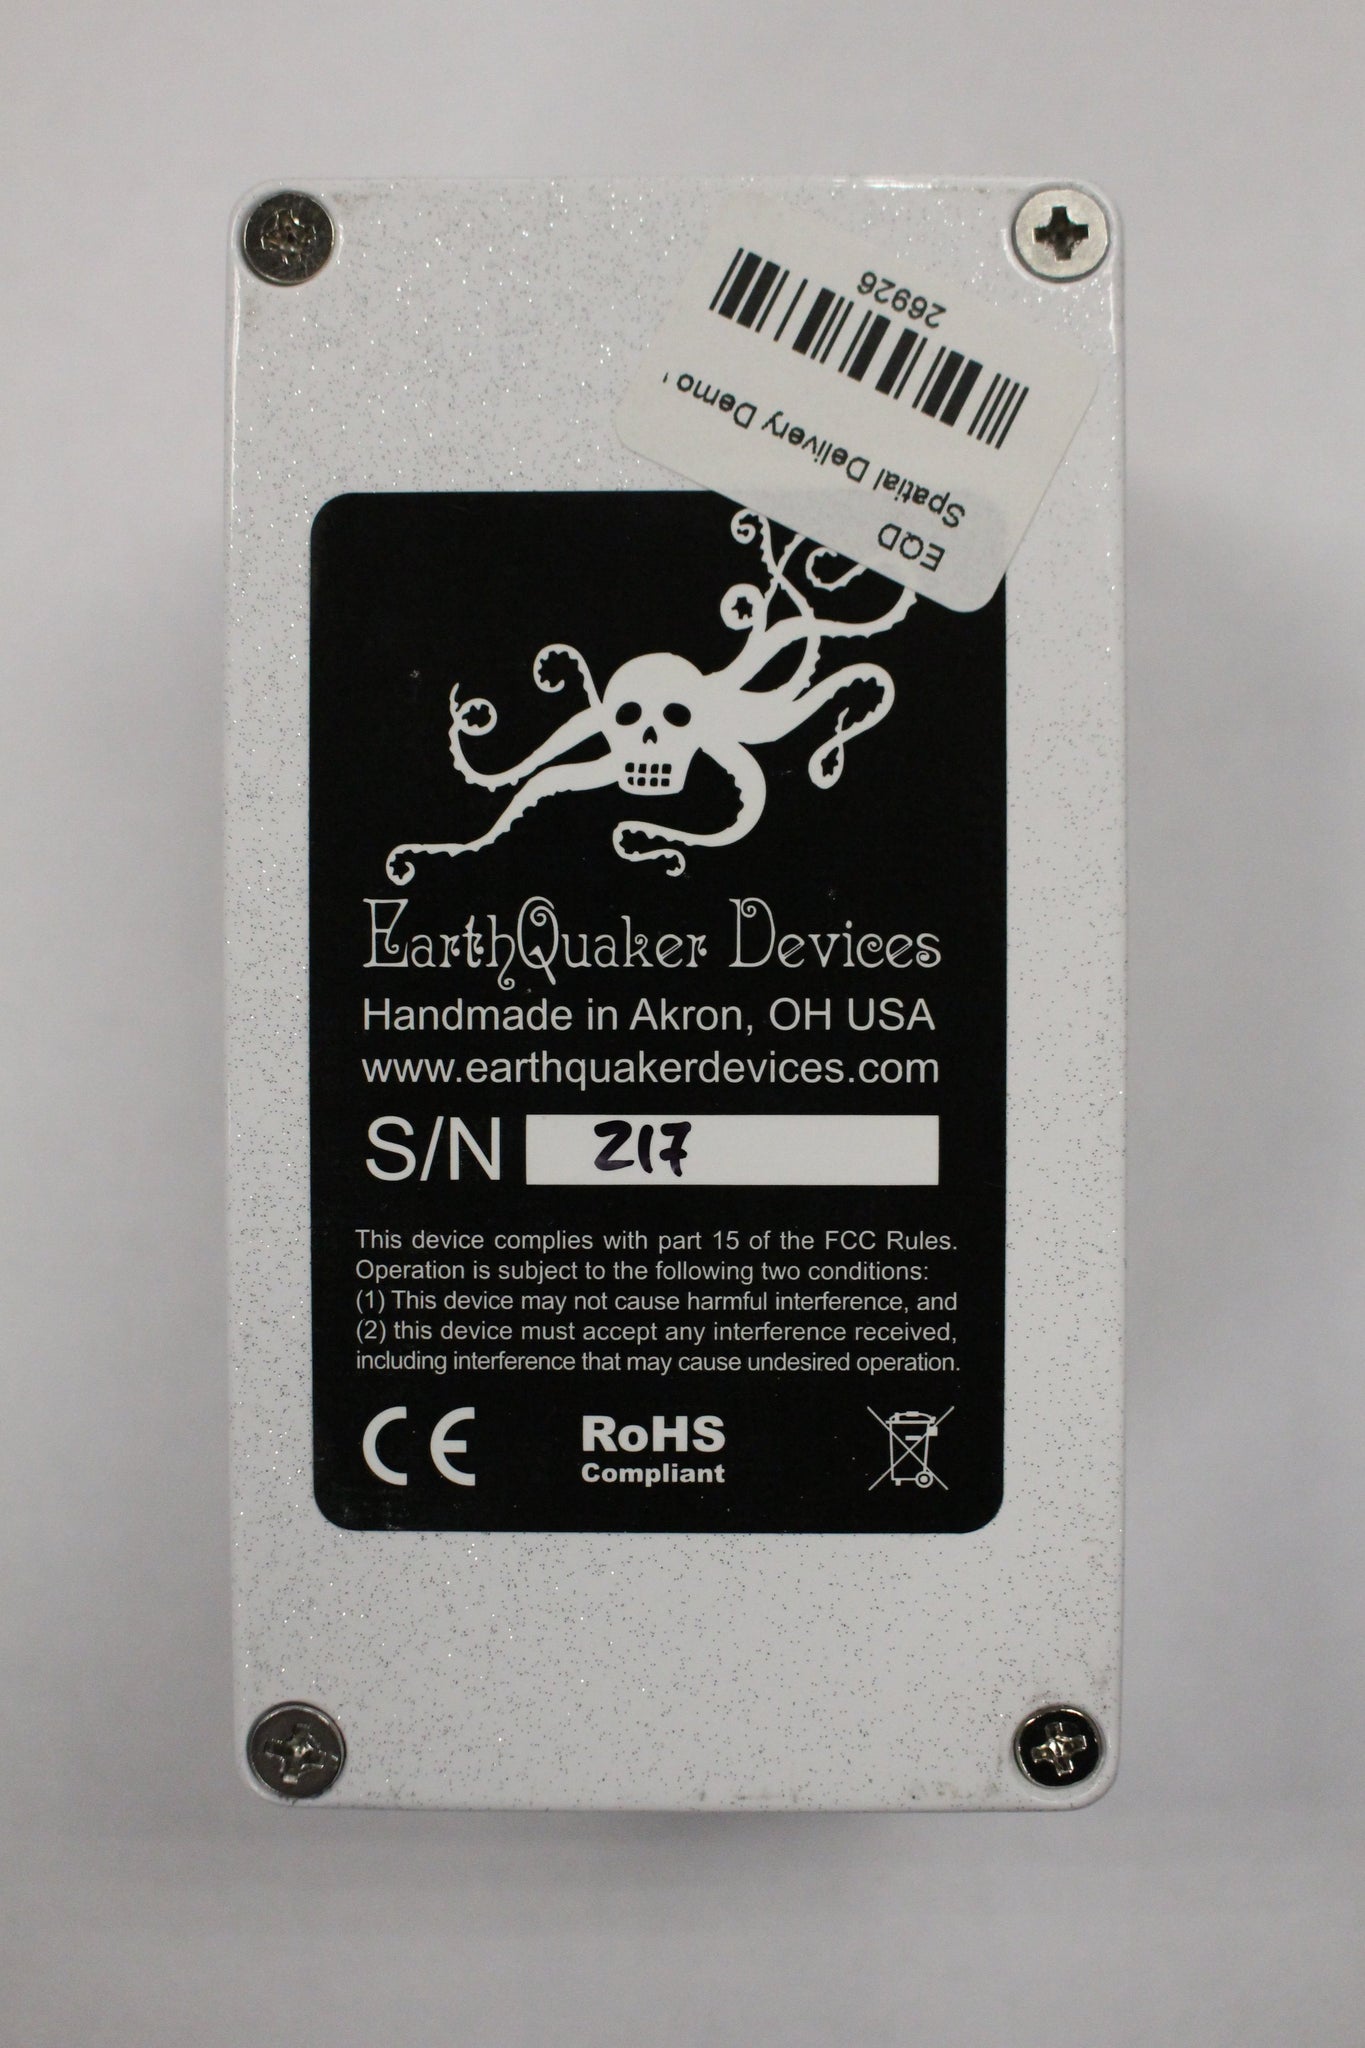 EQD
Spatial Delivery Demo
26926
EarthQuaker Devices
Handmade in Akron, OH USA
www.earthquakerdevices.com
S/N 217
This device complies with part 15 of the FCC Rules.
Operation is subject to the following two conditions:
(1) This device may not cause harmful interference, and
(2) this device must accept any interference received,
including interference that may cause undesired operation.
CE
RoHS
Compliant